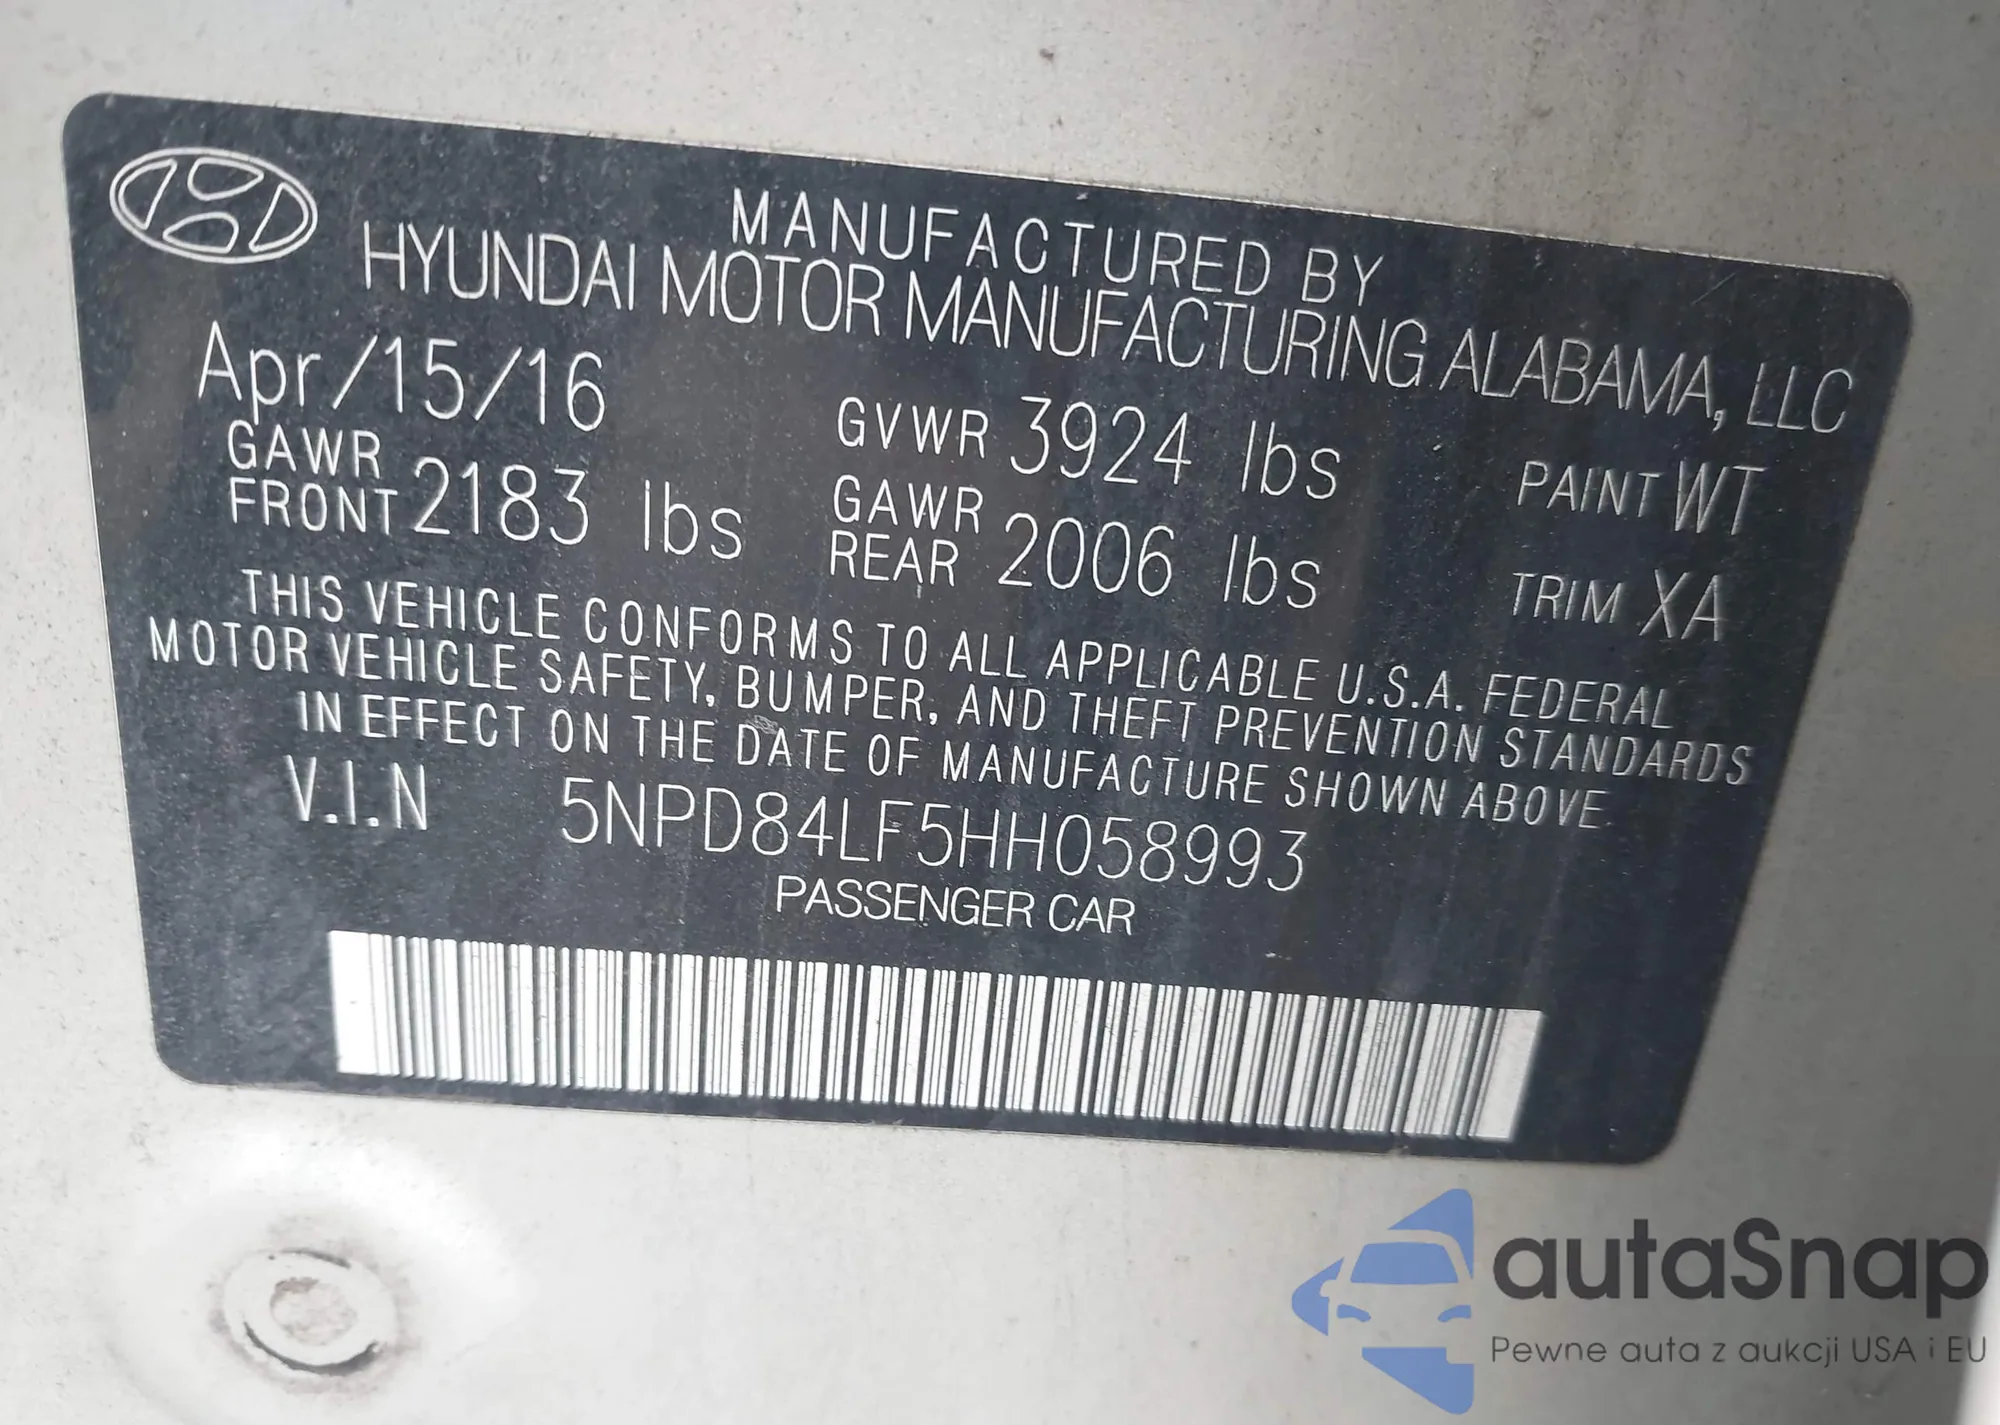 MANUFACTURED BY
HYUNDAI MOTOR MANUFACTURING ALABAMA, LLC
Apr/15/16 GVWR 3924 lbs PAINT WT
GAWR FRONT 2183 lbs GAWR REAR 2006 lbs TRIM XA
THIS VEHICLE CONFORMS TO ALL APPLICABLE U.S.A. FEDERAL
MOTOR VEHICLE SAFETY, BUMPER, AND THEFT PREVENTION STANDARDS
IN EFFECT ON THE DATE OF MANUFACTURE SHOWN ABOVE.
V.I.N 5NPD84LF5HH058993
PASSENGER CAR
autaSnap
Pewne auta z aukcji USA i EU